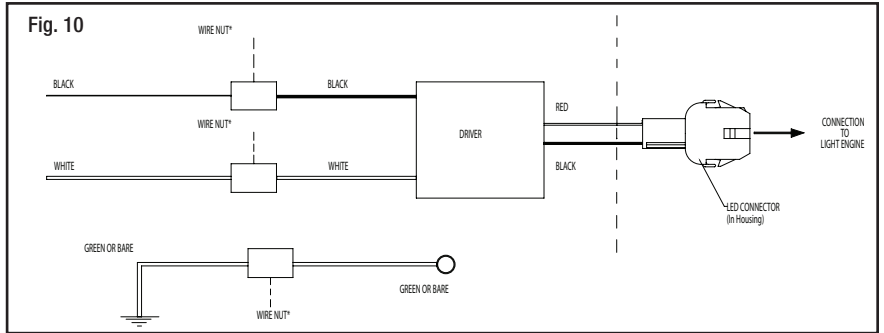 Fig. 10
WIRE NUT*
BLACK
BLACK
WIRE NUT*
WHITE
WHITE
DRIVER
RED
BLACK
CONNECTION
TO
LIGHT ENGINE
LED CONNECTOR
(In Housing)
GREEN OR BARE
GREEN OR BARE
WIRE NUT*